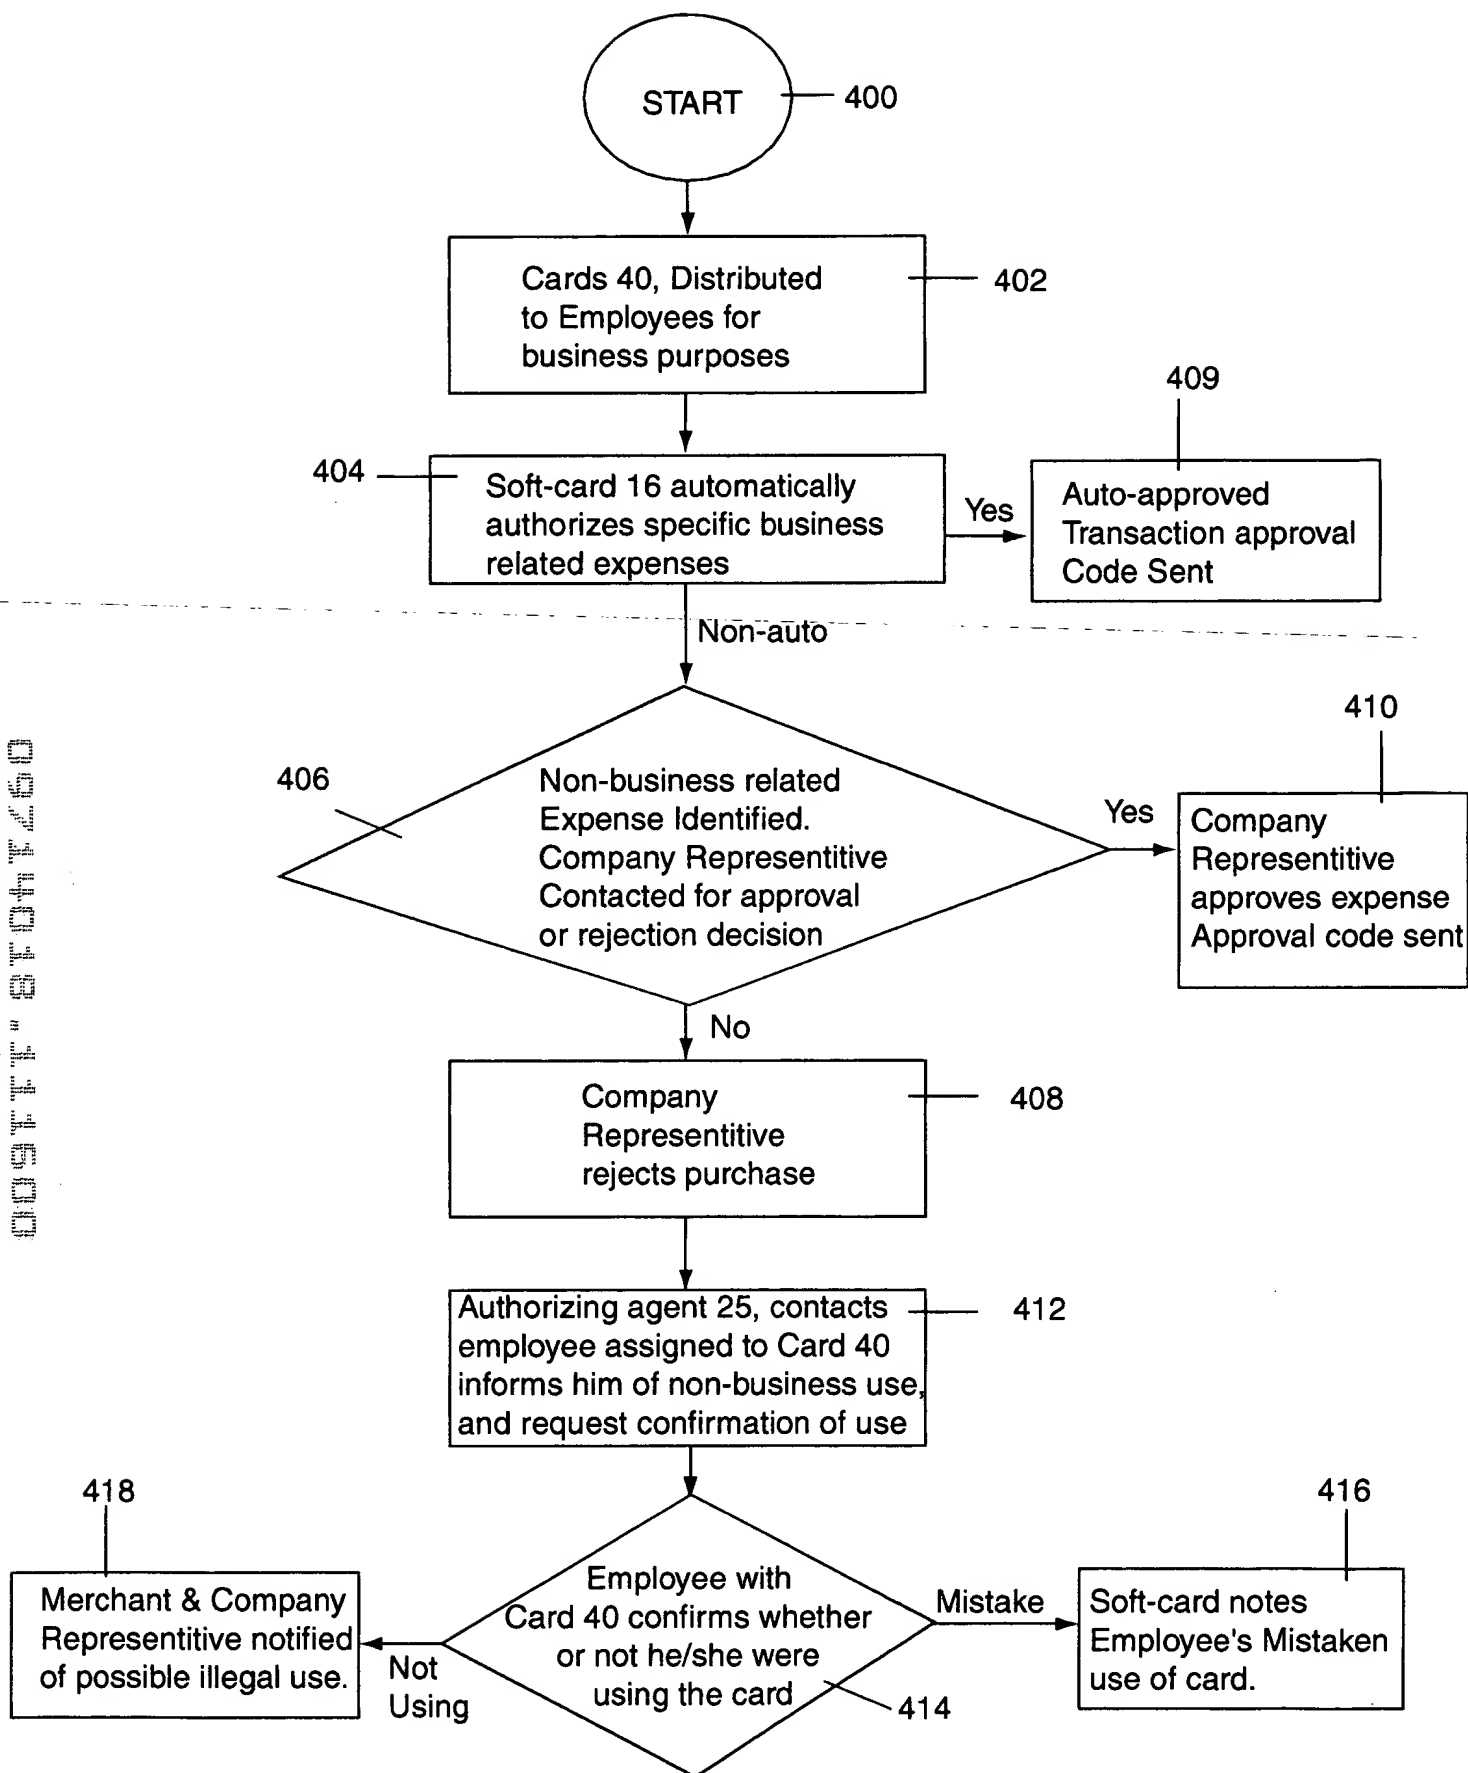 START
400
Cards 40, Distributed
to Employees for
business purposes
402
409
404
Soft-card 16 automatically
authorizes specific business
related expenses
Yes
Auto-approved
Transaction approval
Code Sent
Non-auto
410
406
Non-business related
Expense Identified.
Company Representitive
Contacted for approval
or rejection decision
Yes
Company
Representitive
approves expense
Approval code sent
No
Company
Representitive
rejects purchase
408
Authorizing agent 25, contacts
employee assigned to Card 40
informs him of non-business use,
and request confirmation of use
412
418
416
Merchant & Company
Representitive notified
of possible illegal use.
Not
Using
Employee with
Card 40 confirms whether
or not he/she were
using the card
414
Mistake
Soft-card notes
Employee's Mistaken
use of card.
09714018.111600